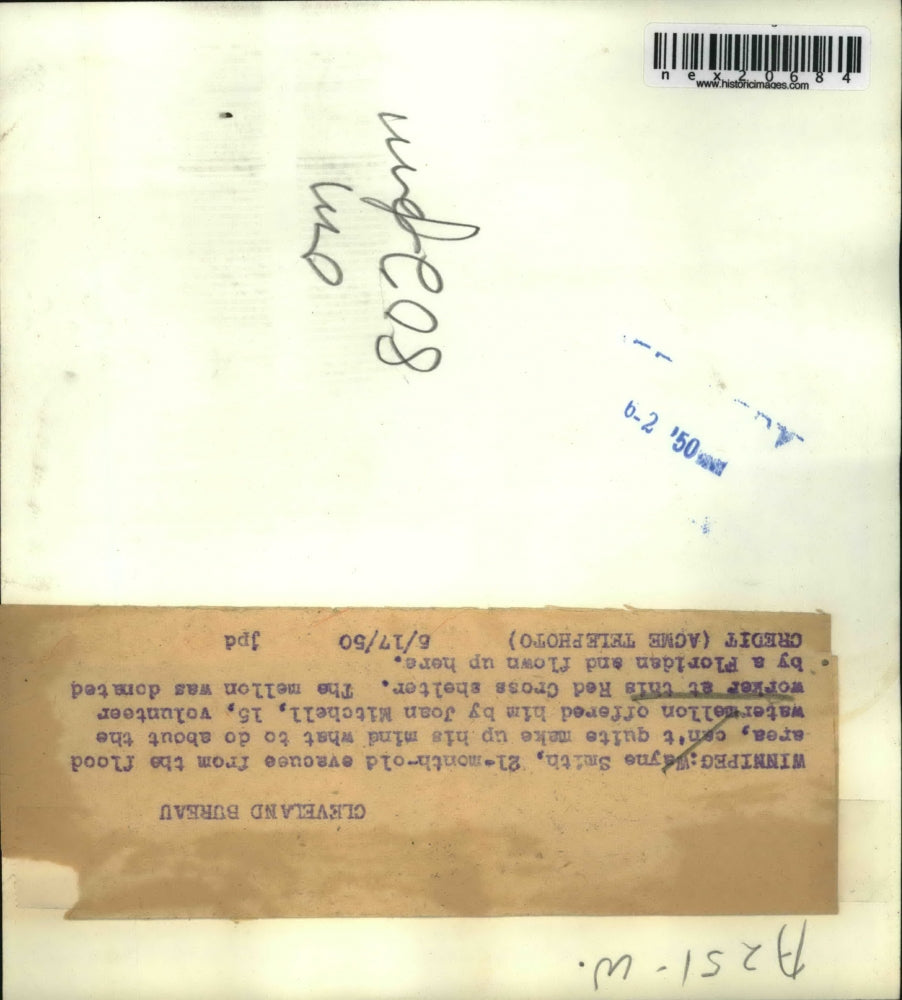 nex20684
www.historicimages.com
6-2 '50
CLEVELAND BUREAU
WINNIPEG:Wayne Smith, 21-month-old evacuee from the flood
area, can't quite make up his mind what to do about the
watermellon offered him by Joan Mitchell, 15, volunteer
worker at this Red Cross shelter. The mellon was donated
by a Floridan and flown up here.
CREDIT (ACME TELEPHOTO) 5/17/50 jpd
A251-W.